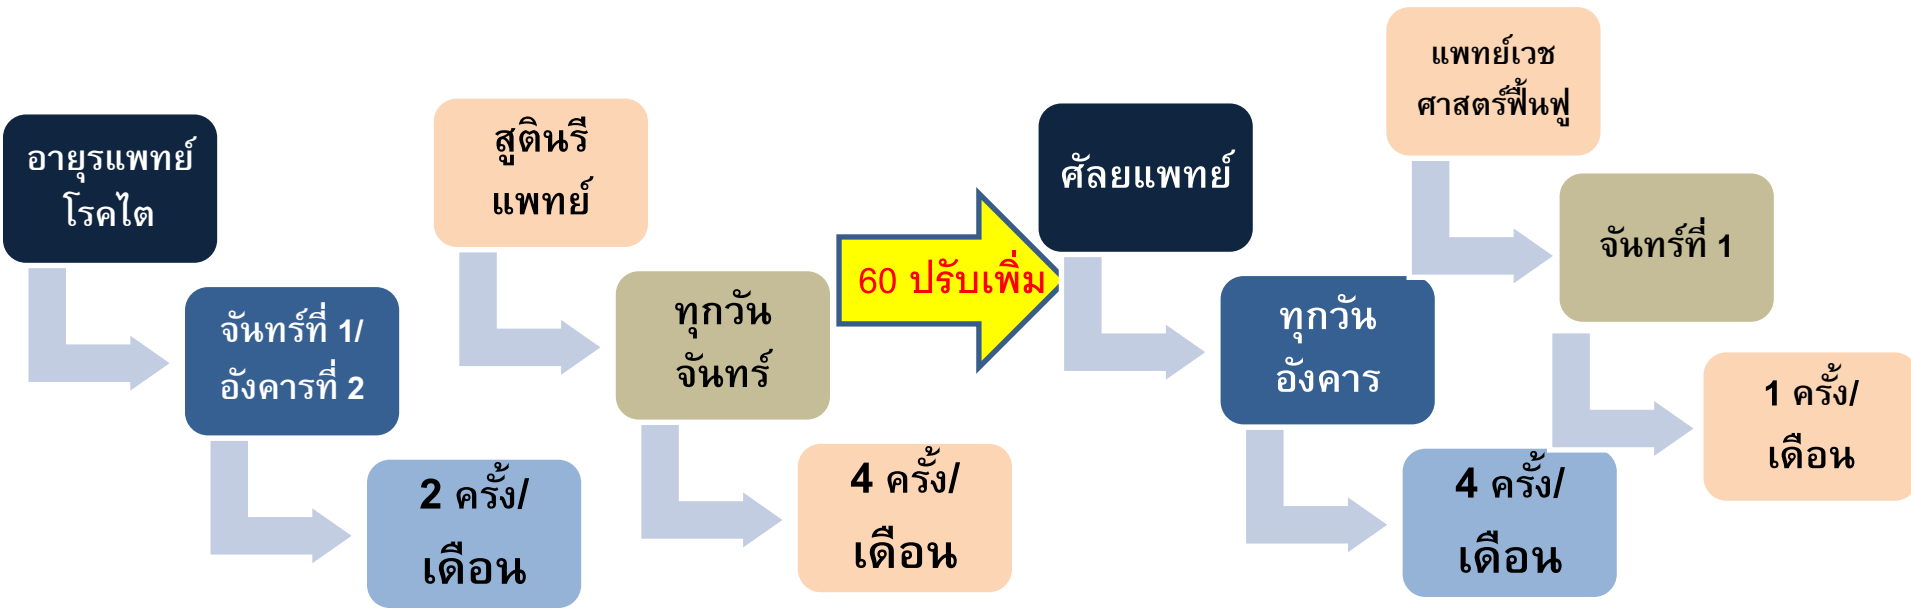 อายุรแพทย์
โรคไต
จันทร์ที่ 1/
อังคารที่ 2
2 ครั้ง/
เดือน
สูตินรี
แพทย์
ทุกวัน
จันทร์
4 ครั้ง/
เดือน
60 ปรับเพิ่ม
ศัลยแพทย์
ทุกวัน
อังคาร
4 ครั้ง/
เดือน
แพทย์เวช
ศาสตร์ฟื้นฟู
จันทร์ที่ 1
1 ครั้ง/
เดือน